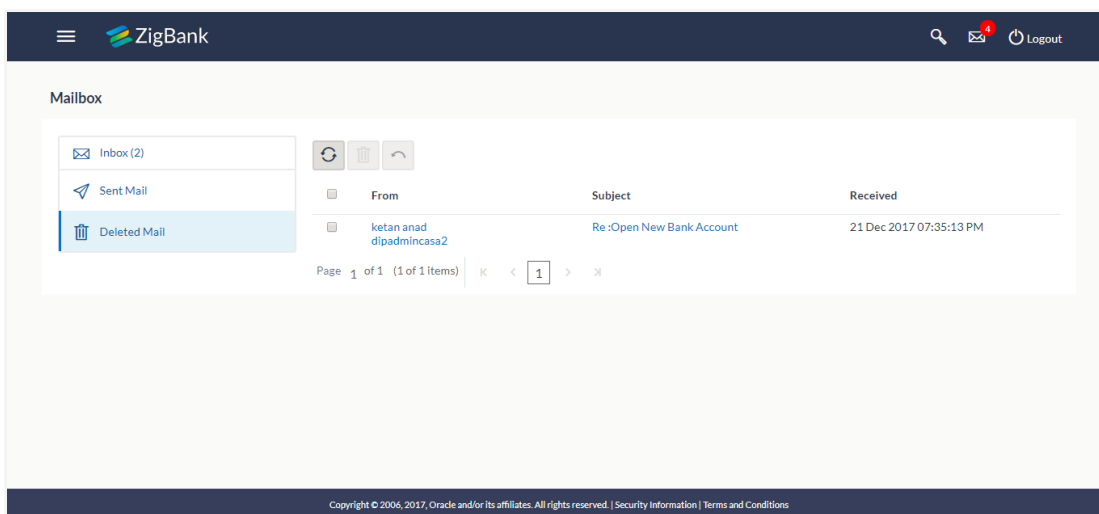 ZigBank
4
Logout
Mailbox
Inbox (2)
Sent Mail
Deleted Mail
From Subject Received
ketan anad Re :Open New Bank Account 21 Dec 2017 07:35:13 PM
dipadmincasa2
Page 1 of 1 (1 of 1 items) K < 1 > Ж
Copyright © 2006, 2017, Oracle and/or its affiliates. All rights reserved. | Security Information | Terms and Conditions